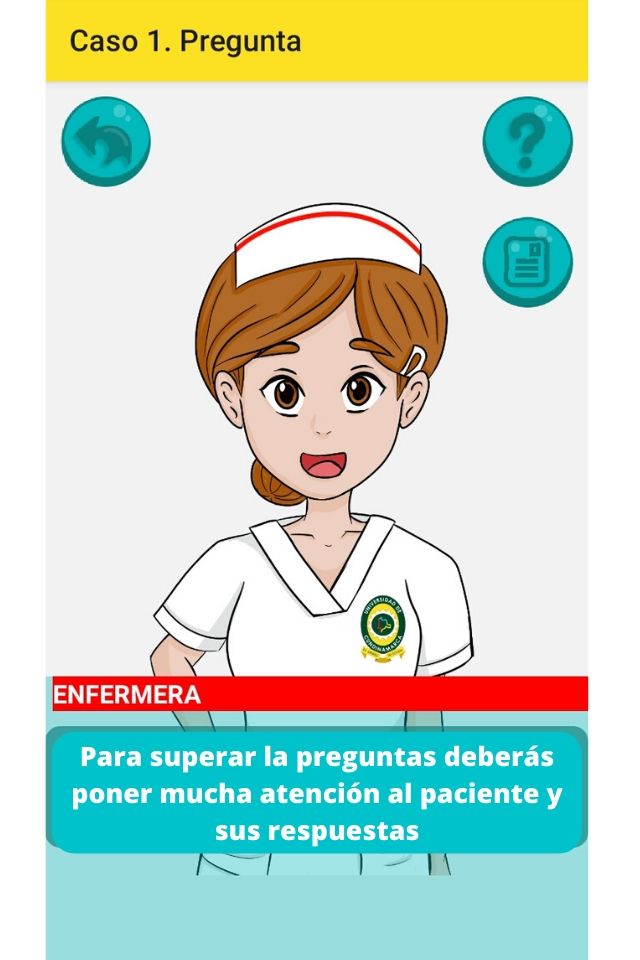 Caso 1. Pregunta
?
UNIVERSIDAD DE
CUNDINAMARCA
ENFERMERA
Para superar la preguntas deberás
poner mucha atención al paciente y
sus respuestas